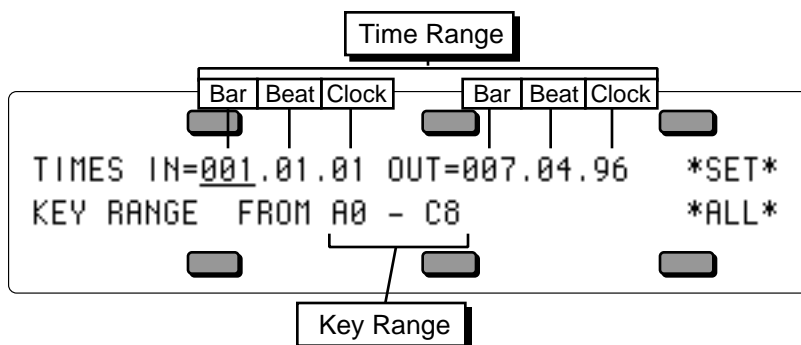 Time Range
Bar Beat Clock Bar Beat Clock
TIMES IN=001.01.01 OUT=007.04.96 *SET*
KEY RANGE FROM A0 - C8 *ALL*
Key Range